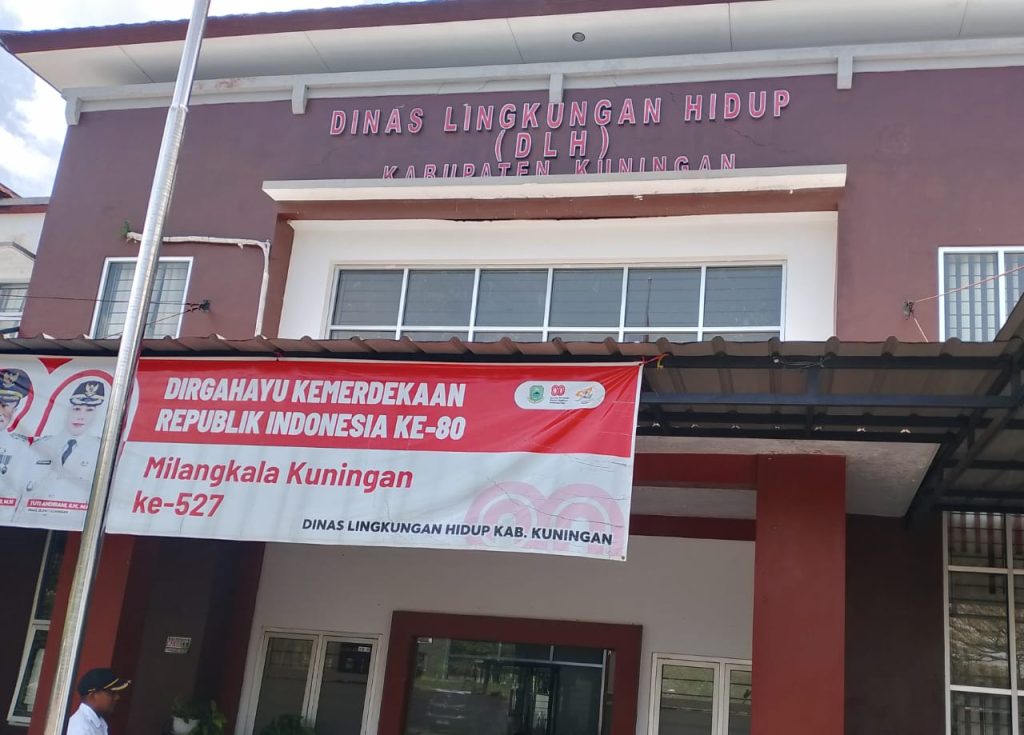 DINAS LINGKUNGAN HIDUP
(DLH)
KABUPATEN KUNINGAN
DIRGAHAYU KEMERDEKAAN
REPUBLIK INDONESIA KE-80
Milangkala Kuningan
ke-527
DINAS LINGKUNGAN HIDUP KAB. KUNINGAN